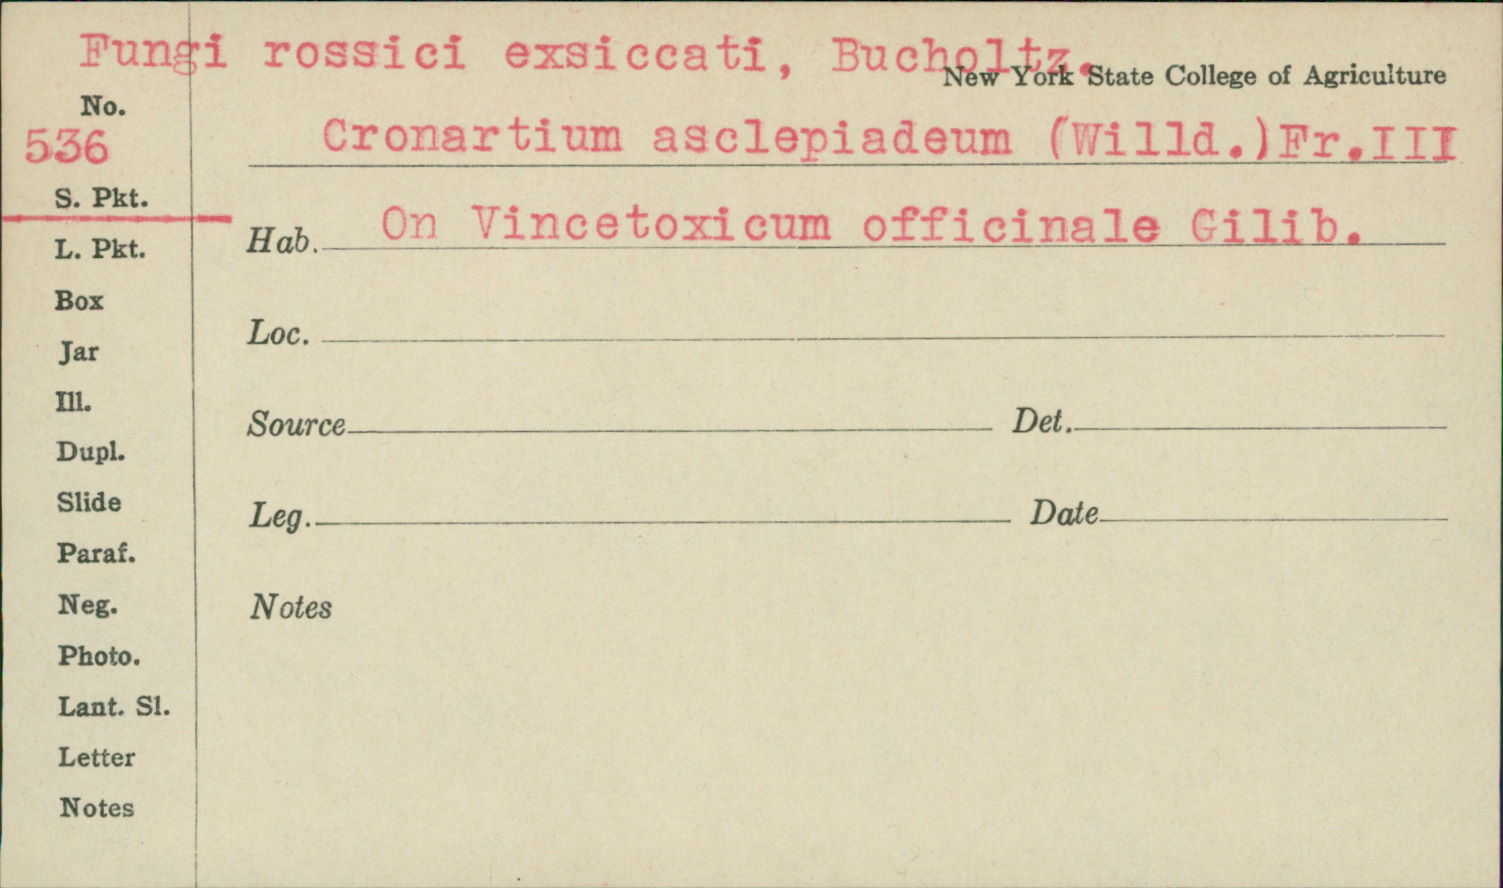 Fungi rossici exsiccati, Bucholtz.
New York State College of Agriculture
No.
536
Cronartium asclepiadeum (Willd.)Fr.III
S. Pkt.
Hab. On Vincetoxicum officinale Gilib.
L. Pkt.
Box
Loc.
Jar
Ill.
Source Det.
Dupl.
Slide
Leg. Date
Paraf.
Neg.
Notes
Photo.
Lant. Sl.
Letter
Notes